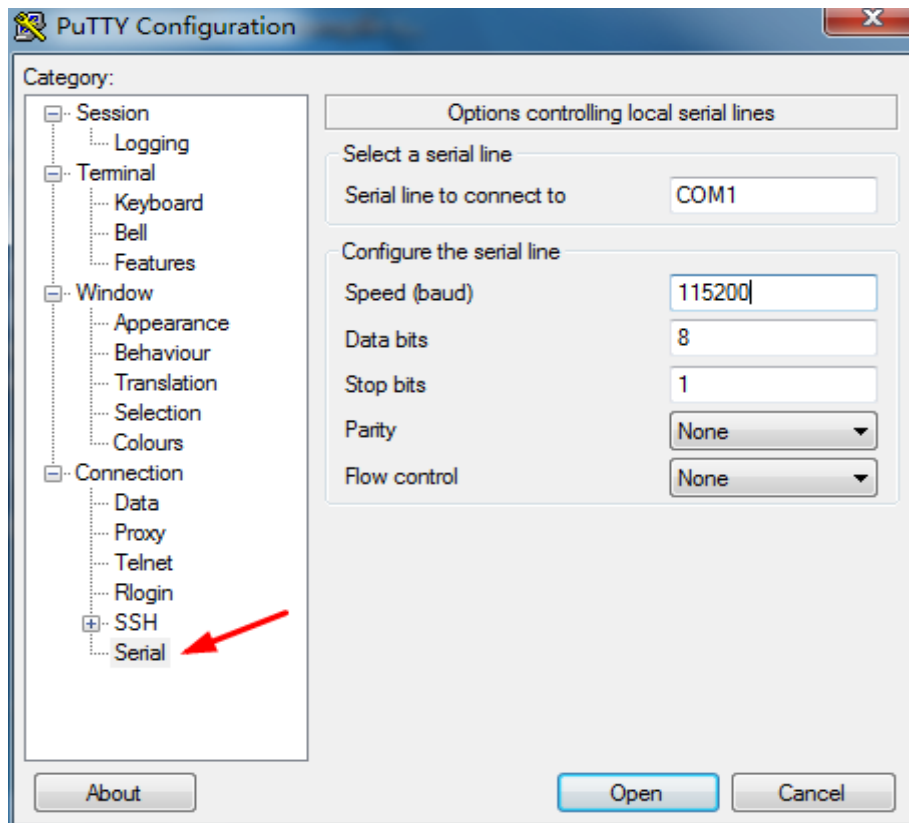 PuTTY Configuration
Category:
Session
Logging
Terminal
Keyboard
Bell
Features
Window
Appearance
Behaviour
Translation
Selection
Colours
Connection
Data
Proxy
Telnet
Rlogin
SSH
Serial
Options controlling local serial lines
Select a serial line
Serial line to connect to COM1
Configure the serial line
Speed (baud) 115200
Data bits 8
Stop bits 1
Parity None
Flow control None
About Open Cancel